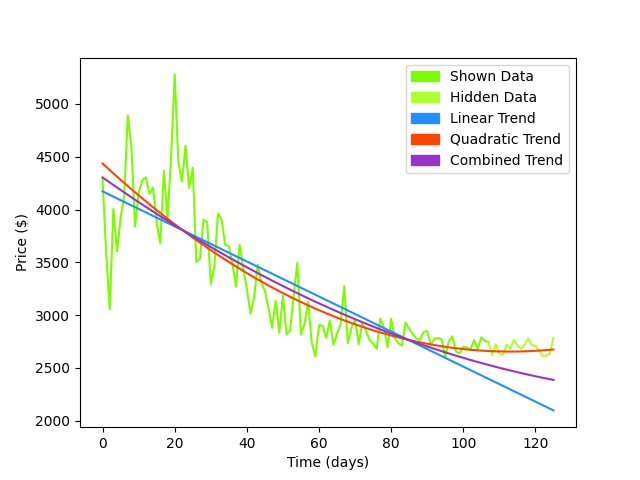 Shown Data
Hidden Data
Linear Trend
Quadratic Trend
Combined Trend
Price ($)
5000
4500
4000
3500
3000
2500
2000
0 20 40 60 80 100 120
Time (days)